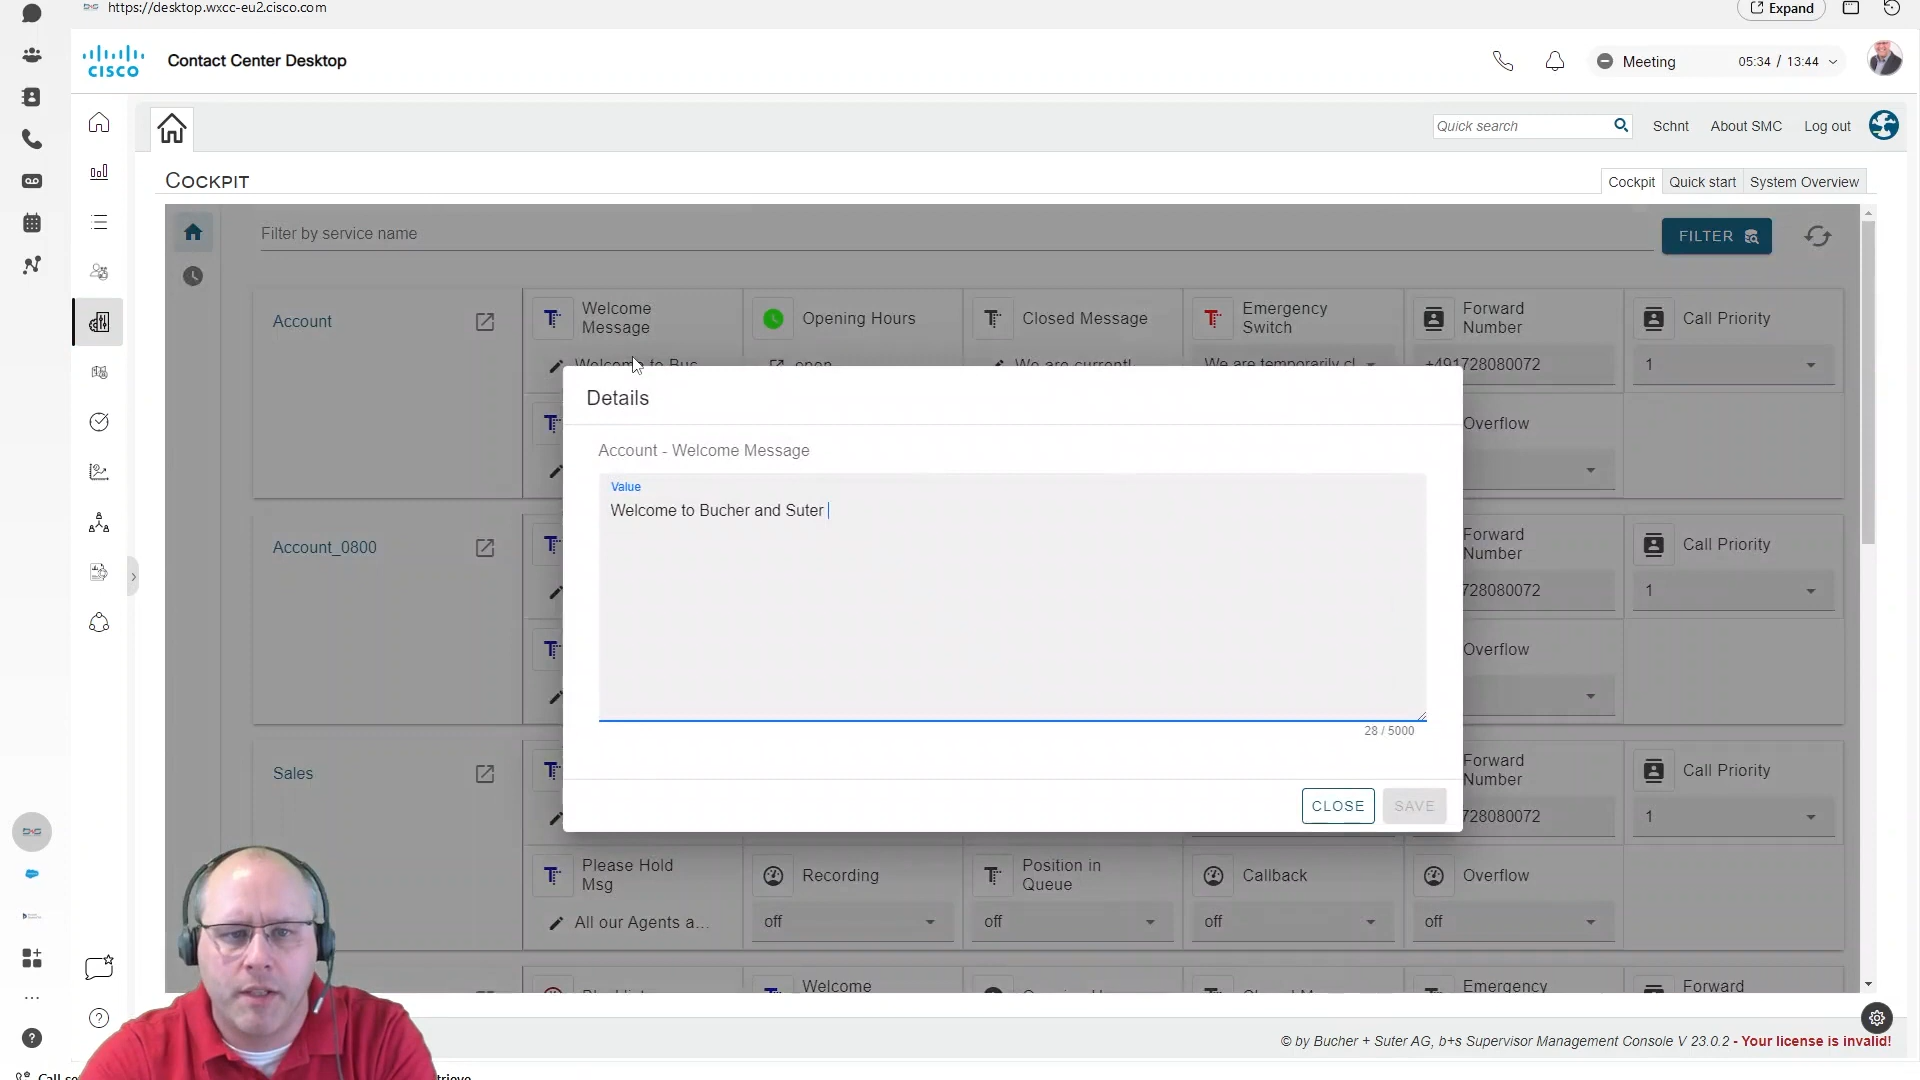 https://desktop.wxcc-eu2.cisco.com
Expand
CISCO
Contact Center Desktop
Meeting
05:34 / 13:44
Quick search
Schnt
About SMC
Log out
Cockpit
Cockpit
Quick start
System Overview
Filter by service name
FILTER
Account
Welcome
Message
Opening Hours
Closed Message
Emergency
Switch
Forward
Number
Call Priority
Welcome to Buc...
open
We are currentl...
We are temporarily cl
+491728080072
1
Details
Account - Welcome Message
Value
Welcome to Bucher and Suter
28 / 5000
CLOSE
SAVE
Overflow
Account_0800
Forward
Number
Call Priority
728080072
1
Overflow
Sales
Forward
Number
Call Priority
728080072
1
Please Hold
Msg
Recording
Position in
Queue
Callback
Overflow
All our Agents a...
off
off
off
off
Welcome
Emergency
Forward
© by Bucher + Suter AG, b+s Supervisor Management Console V 23.0.2 - Your license is invalid!